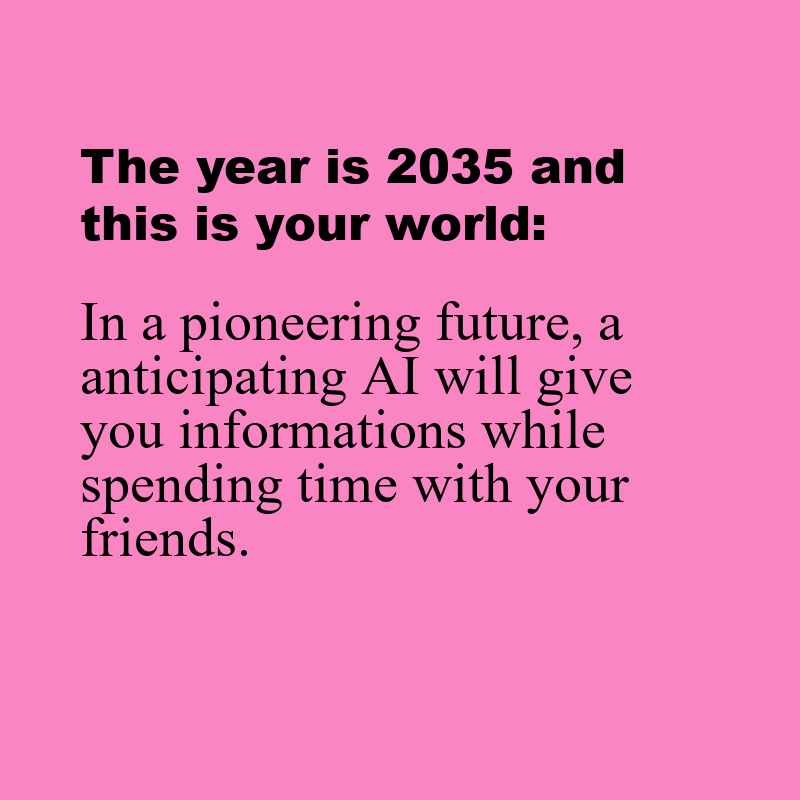 The year is 2035 and
this is your world:
In a pioneering future, a
anticipating AI will give
you informations while
spending time with your
friends.